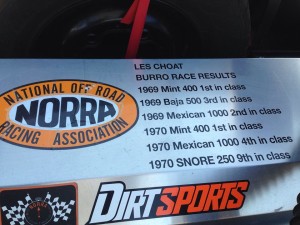 LES CHOAT
BURRO RACE RESULTS
1969 Mint 400 1st in class
1969 Baja 500 3rd in class
1969 Mexican 1000 2nd in class
1970 Mint 400 1st in class
1970 Mexican 1000 4th in class
1970 SNORE 250 9th in class
NATIONAL OFF ROAD
NORRA
RACING ASSOCIATION
DIRTSPORTS